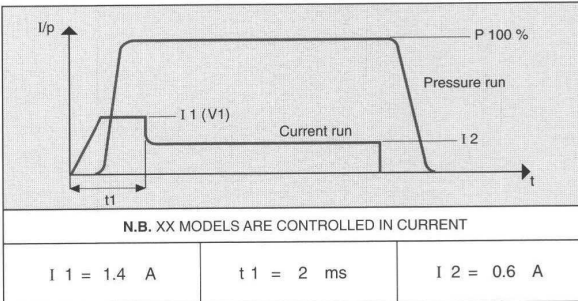 I/p
P 100 %
Pressure run
I 1 (V1)
Current run
I 2
t
t1
N.B. XX MODELS ARE CONTROLLED IN CURRENT
I 1 = 1.4 A
t 1 = 2 ms
I 2 = 0.6 A